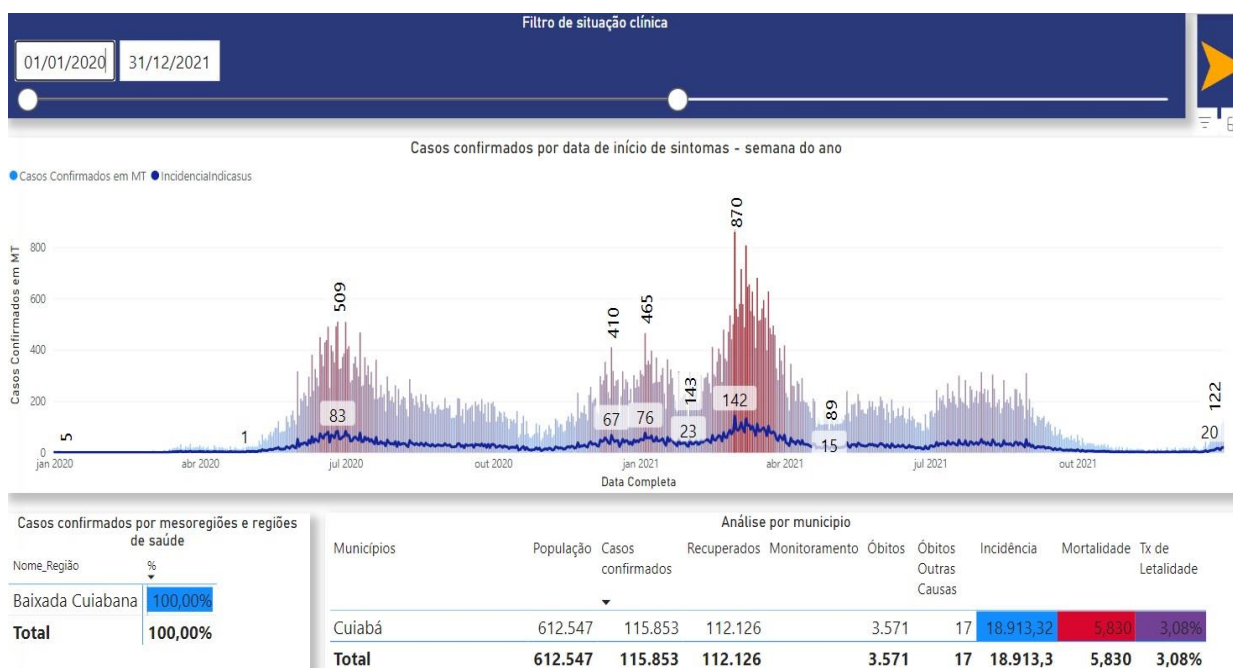 Filtro de situação clínica
01/01/2020 31/12/2021
Casos confirmados por data de início de sintomas - semana do ano
Casos Confirmados em MT IncidenciaIndicasus
Casos Confirmados em MT
800
600
400
200
0
5
1
509
83
410
67
465
76
143
23
870
142
89
15
122
20
jan 2020 abr 2020 jul 2020 out 2020 jan 2021 abr 2021 jul 2021 out 2021
Data Completa
Casos confirmados por mesoregiões e regiões
de saúde
Nome_Região %
Baixada Cuiabana 100,00%
Total 100,00%
Análise por municipio
Municípios População Casos confirmados Recuperados Monitoramento Óbitos Óbitos Outras Causas Incidência Mortalidade Tx de Letalidade
Cuiabá 612.547 115.853 112.126 3.571 17 18.913,32 5,830 3,08%
Total 612.547 115.853 112.126 3.571 17 18.913,3 5,830 3,08%